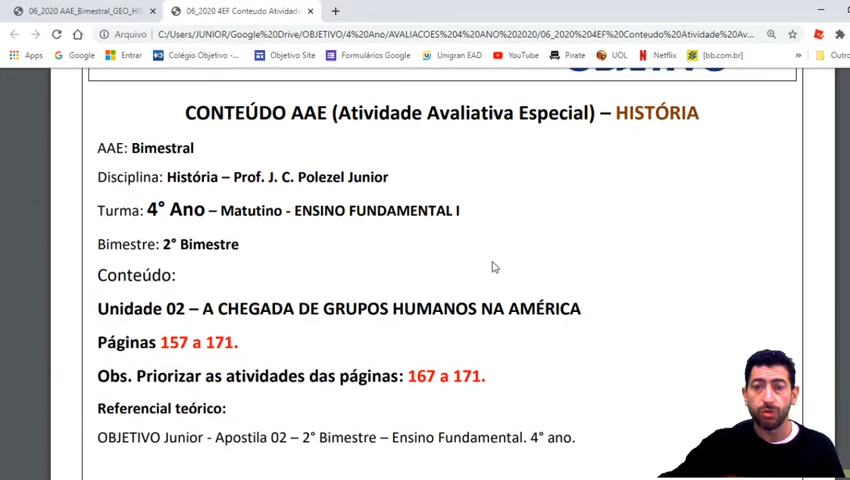 06_2020 AAE_Bimestral_GEO_HIS
06_2020 4EF Conteudo Atividade
Arquivo
C:/Users/JUNIOR/Google%20Drive/OBJETIVO/4%20Ano/AVALIACOES%204%20ANO%202020/06_2020%204EF%20Conteudo%20Atividade%20Av...
Apps
Google
Entrar
Colégio Objetivo -...
Objetivo Site
Formulários Google
Unigran EAD
YouTube
Pirate
UOL
Netflix
[bb.com.br]
Outro
CONTEÚDO AAE (Atividade Avaliativa Especial) – HISTÓRIA
AAE: Bimestral
Disciplina: História – Prof. J. C. Polezel Junior
Turma: 4° Ano – Matutino - ENSINO FUNDAMENTAL I
Bimestre: 2° Bimestre
Conteúdo:
Unidade 02 – A CHEGADA DE GRUPOS HUMANOS NA AMÉRICA
Páginas 157 a 171.
Obs. Priorizar as atividades das páginas: 167 a 171.
Referencial teórico:
OBJETIVO Junior - Apostila 02 – 2° Bimestre – Ensino Fundamental. 4° ano.